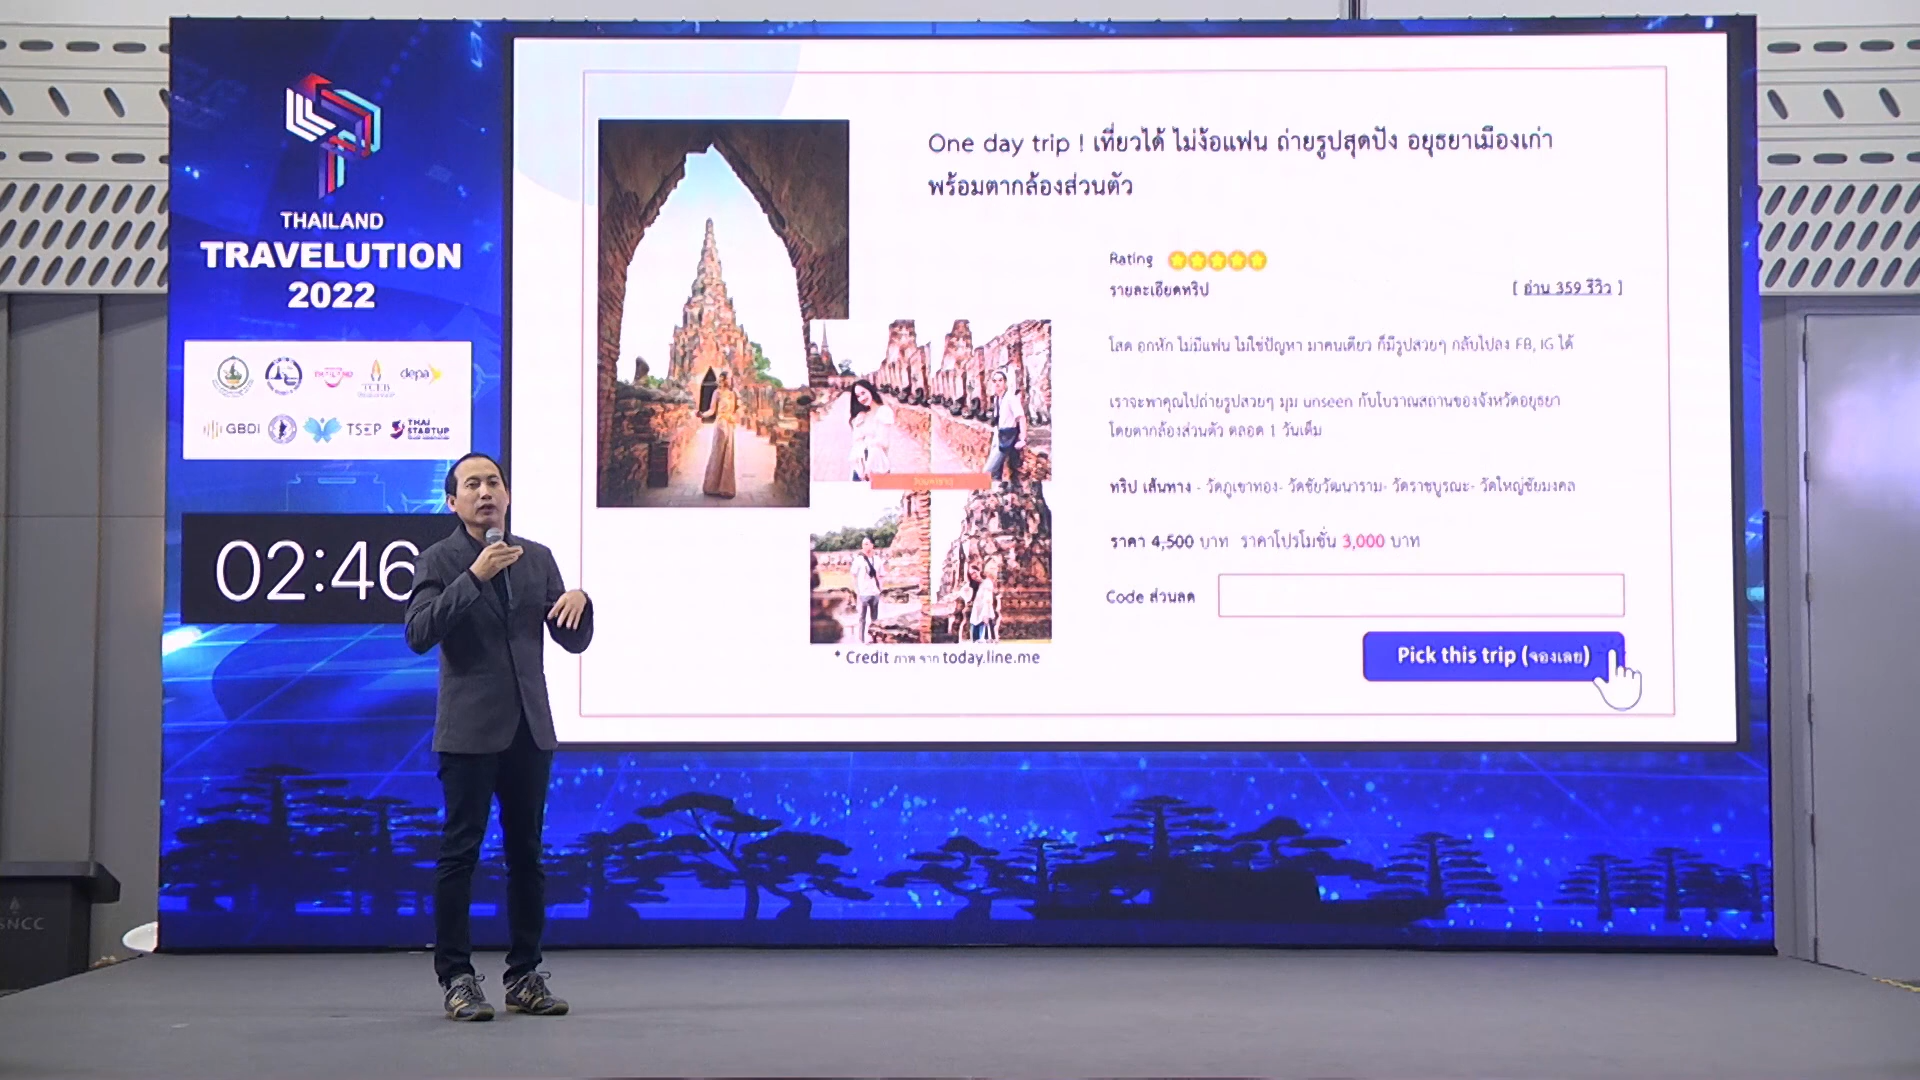 THAILAND
TRAVELUTION
2022
depa
TCEB
GBDi
TSEP
THAI
STARTUP
02:46
One day trip ! เที่ยวได้ ไม่ง้อแฟน ถ่ายรูปสุดปัง อยุธยาเมืองเก่า
พร้อมตากล้องส่วนตัว
Rating
รายละเอียดทริป
[ อ่าน 359 รีวิว ]
โสด อกหัก ไม่มีแฟน ไม่ใช่ปัญหา มาคนเดียว ก็มีรูปสวยๆ กลับไปลง FB, IG ได้
เราจะพาคุณไปถ่ายรูปสวยๆ มุม unseen กับโบราณสถานของจังหวัดอยุธยา
โดยตากล้องส่วนตัว ตลอด 1 วันเต็ม
ทริป เส้นทาง - วัดภูเขาทอง- วัดชัยวัฒนาราม- วัดราชบูรณะ- วัดใหญ่ชัยมงคล
ราคา 4,500 บาท ราคาโปรโมชั่น 3,000 บาท
Code ส่วนลด
Pick this trip (จองเลย)
* Credit ภาพ จาก today.line.me
SNCC